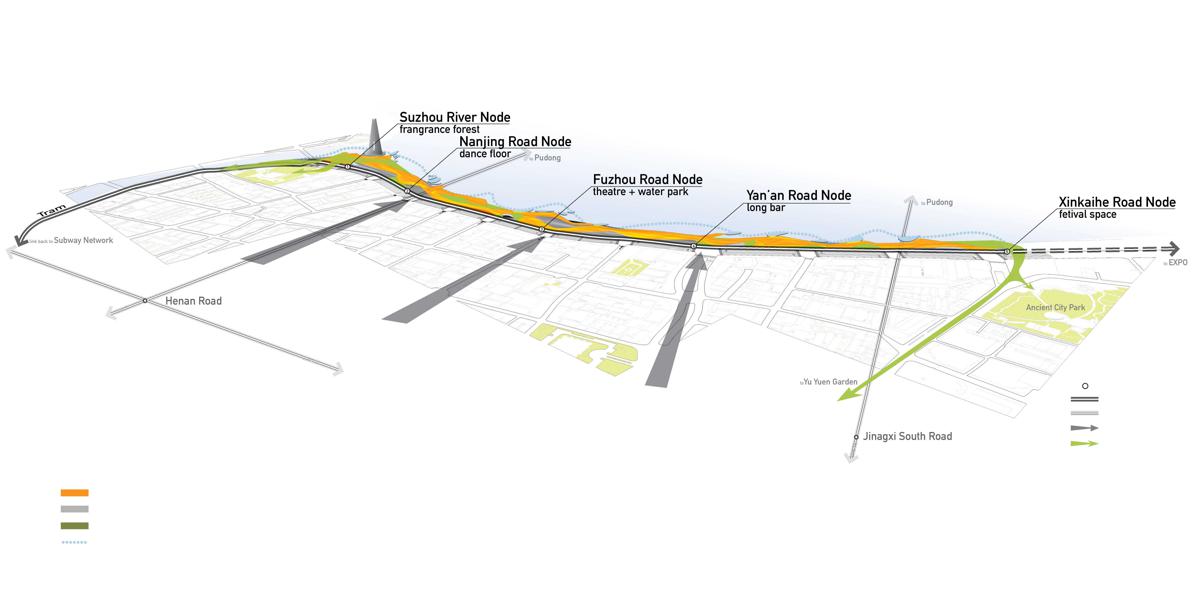 Suzhou River Node
frangrance forest
Nanjing Road Node
dance floor
to Pudong
Fuzhou Road Node
theatre + water park
Yan'an Road Node
long bar
to Pudong
Xinkaihe Road Node
fetival space
Tram
Link back to Subway Network
to EXPO
Henan Road
Ancient City Park
to Yu Yuen Garden
Jinagxi South Road